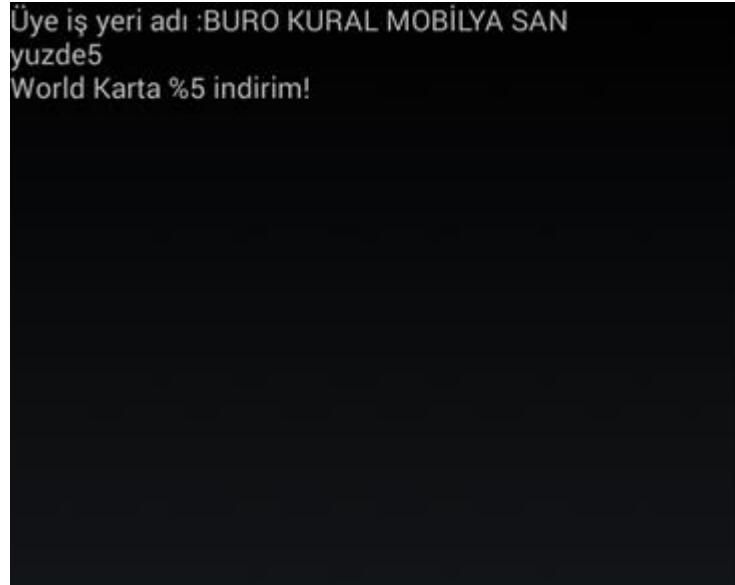 Üye iş yeri adı :BURO KURAL MOBİLYA SAN
yuzde5
World Karta %5 indirim!